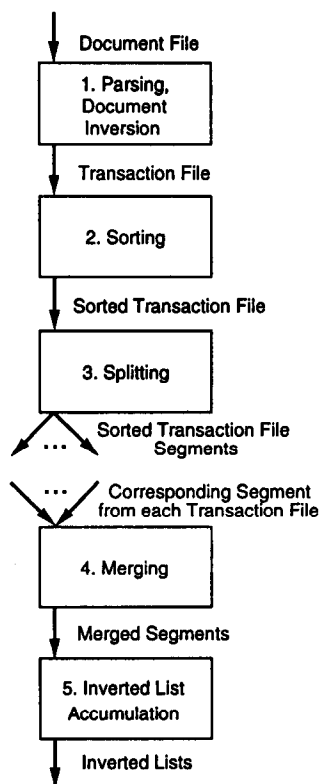 Document File
1. Parsing,
Document
Inversion
Transaction File
2. Sorting
Sorted Transaction File
3. Splitting
...
Sorted Transaction File
Segments
...
Corresponding Segment
from each Transaction File
4. Merging
Merged Segments
5. Inverted List
Accumulation
Inverted Lists